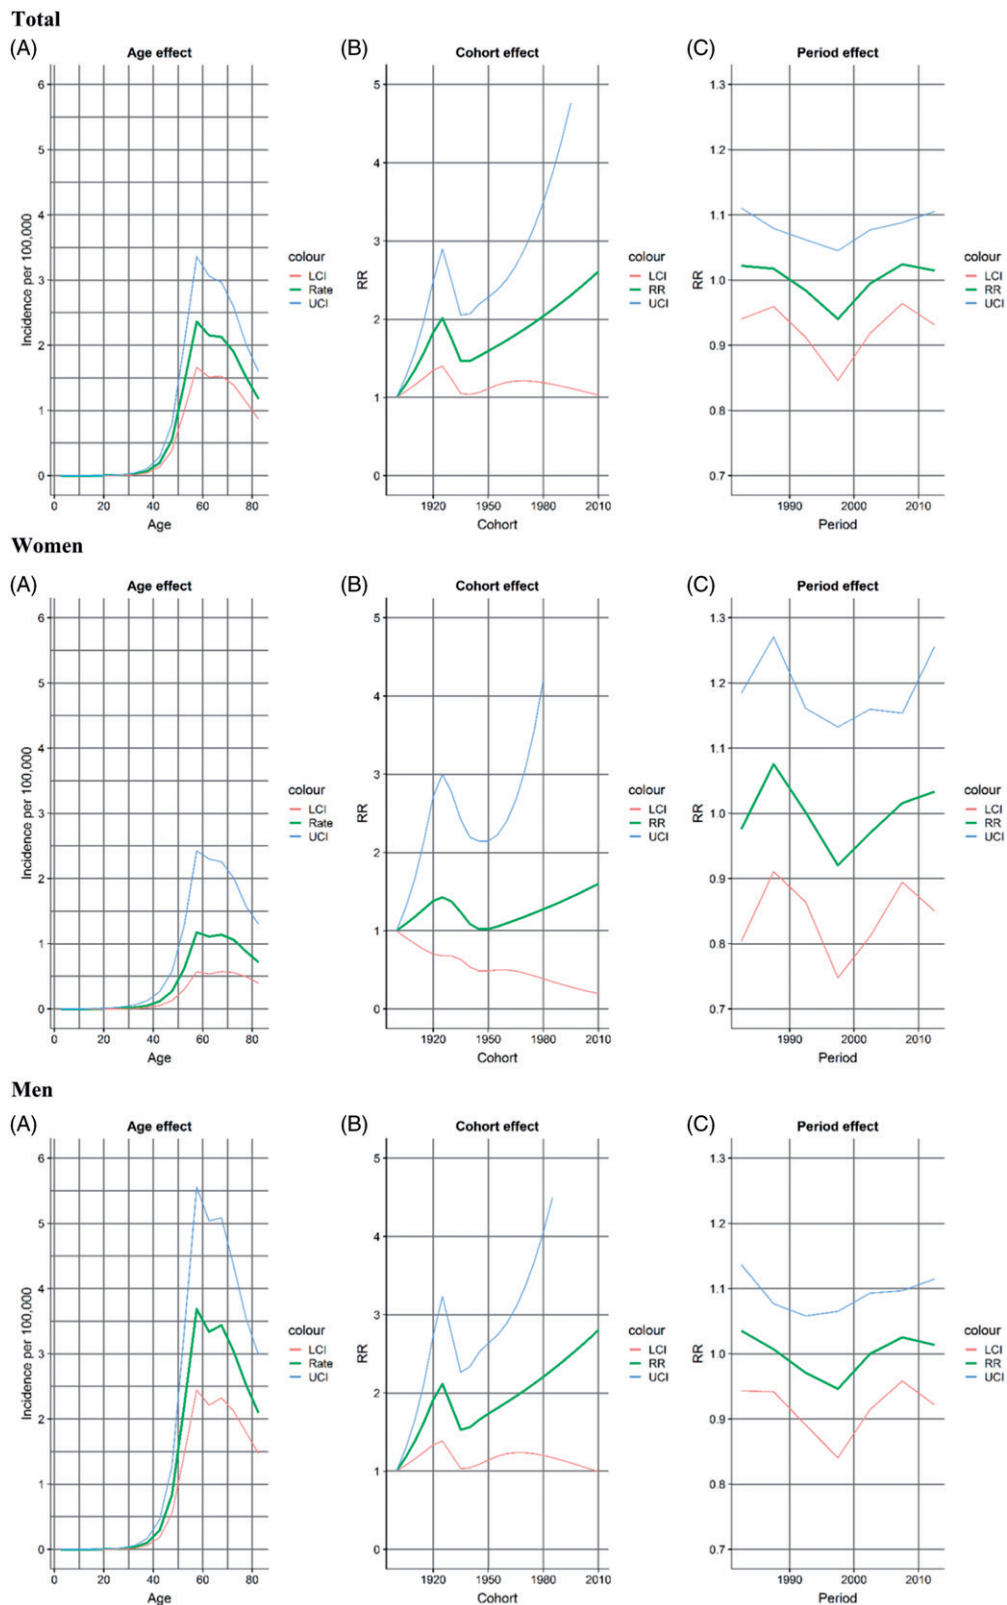 Total
(A)
Age effect
Incidence per 100,000
6
5
4
3
2
1
0
0 20 40 60 80
Age
colour
LCI
Rate
UCI
(B)
Cohort effect
RR
5
4
3
2
1
0
1920 1950 1980 2010
Cohort
colour
LCI
RR
UCI
(C)
Period effect
RR
1.3
1.2
1.1
1.0
0.9
0.8
0.7
1990 2000 2010
Period
colour
LCI
RR
UCI
Women
(A)
Age effect
Incidence per 100,000
6
5
4
3
2
1
0
0 20 40 60 80
Age
colour
LCI
Rate
UCI
(B)
Cohort effect
RR
5
4
3
2
1
0
1920 1950 1980 2010
Cohort
colour
LCI
RR
UCI
(C)
Period effect
RR
1.3
1.2
1.1
1.0
0.9
0.8
0.7
1990 2000 2010
Period
colour
LCI
RR
UCI
Men
(A)
Age effect
Incidence per 100,000
6
5
4
3
2
1
0
0 20 40 60 80
Age
colour
LCI
Rate
UCI
(B)
Cohort effect
RR
5
4
3
2
1
0
1920 1950 1980 2010
Cohort
colour
LCI
RR
UCI
(C)
Period effect
RR
1.3
1.2
1.1
1.0
0.9
0.8
0.7
1990 2000 2010
Period
colour
LCI
RR
UCI